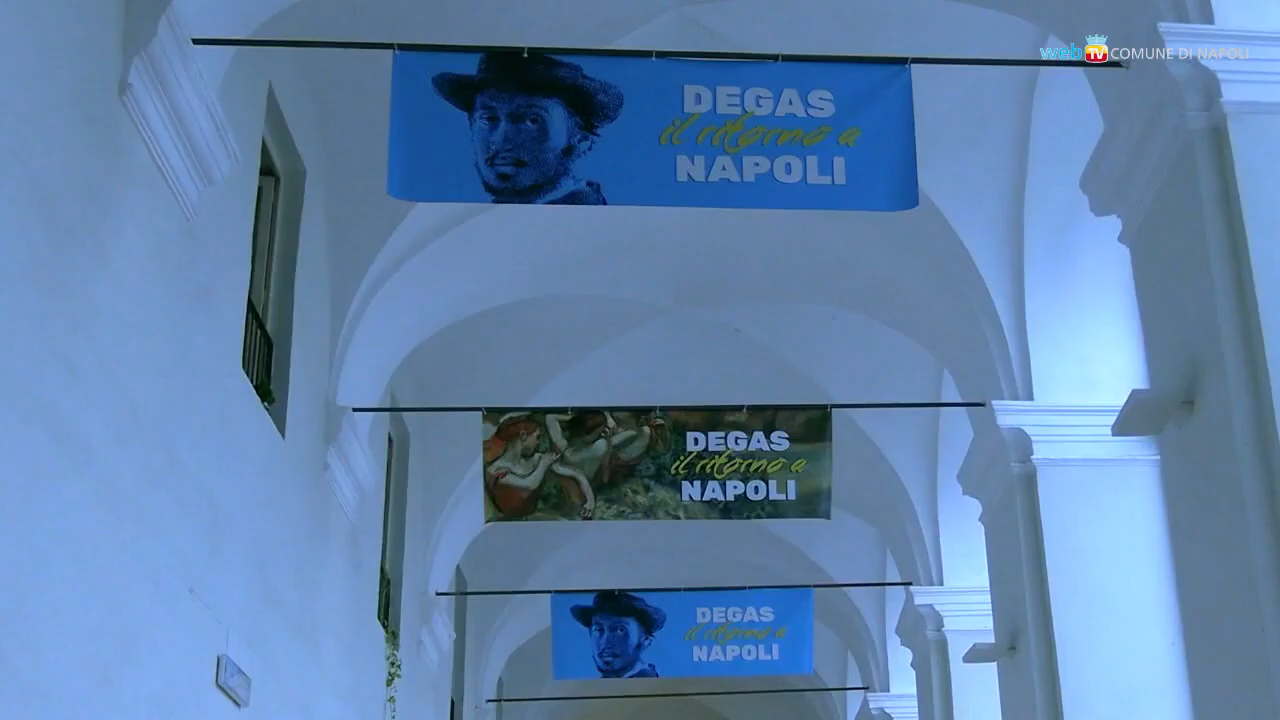 web TV COMUNE DI NAPOLI
DEGAS
il ritorno a
NAPOLI
DEGAS
il ritorno a
NAPOLI
DEGAS
il ritorno a
NAPOLI